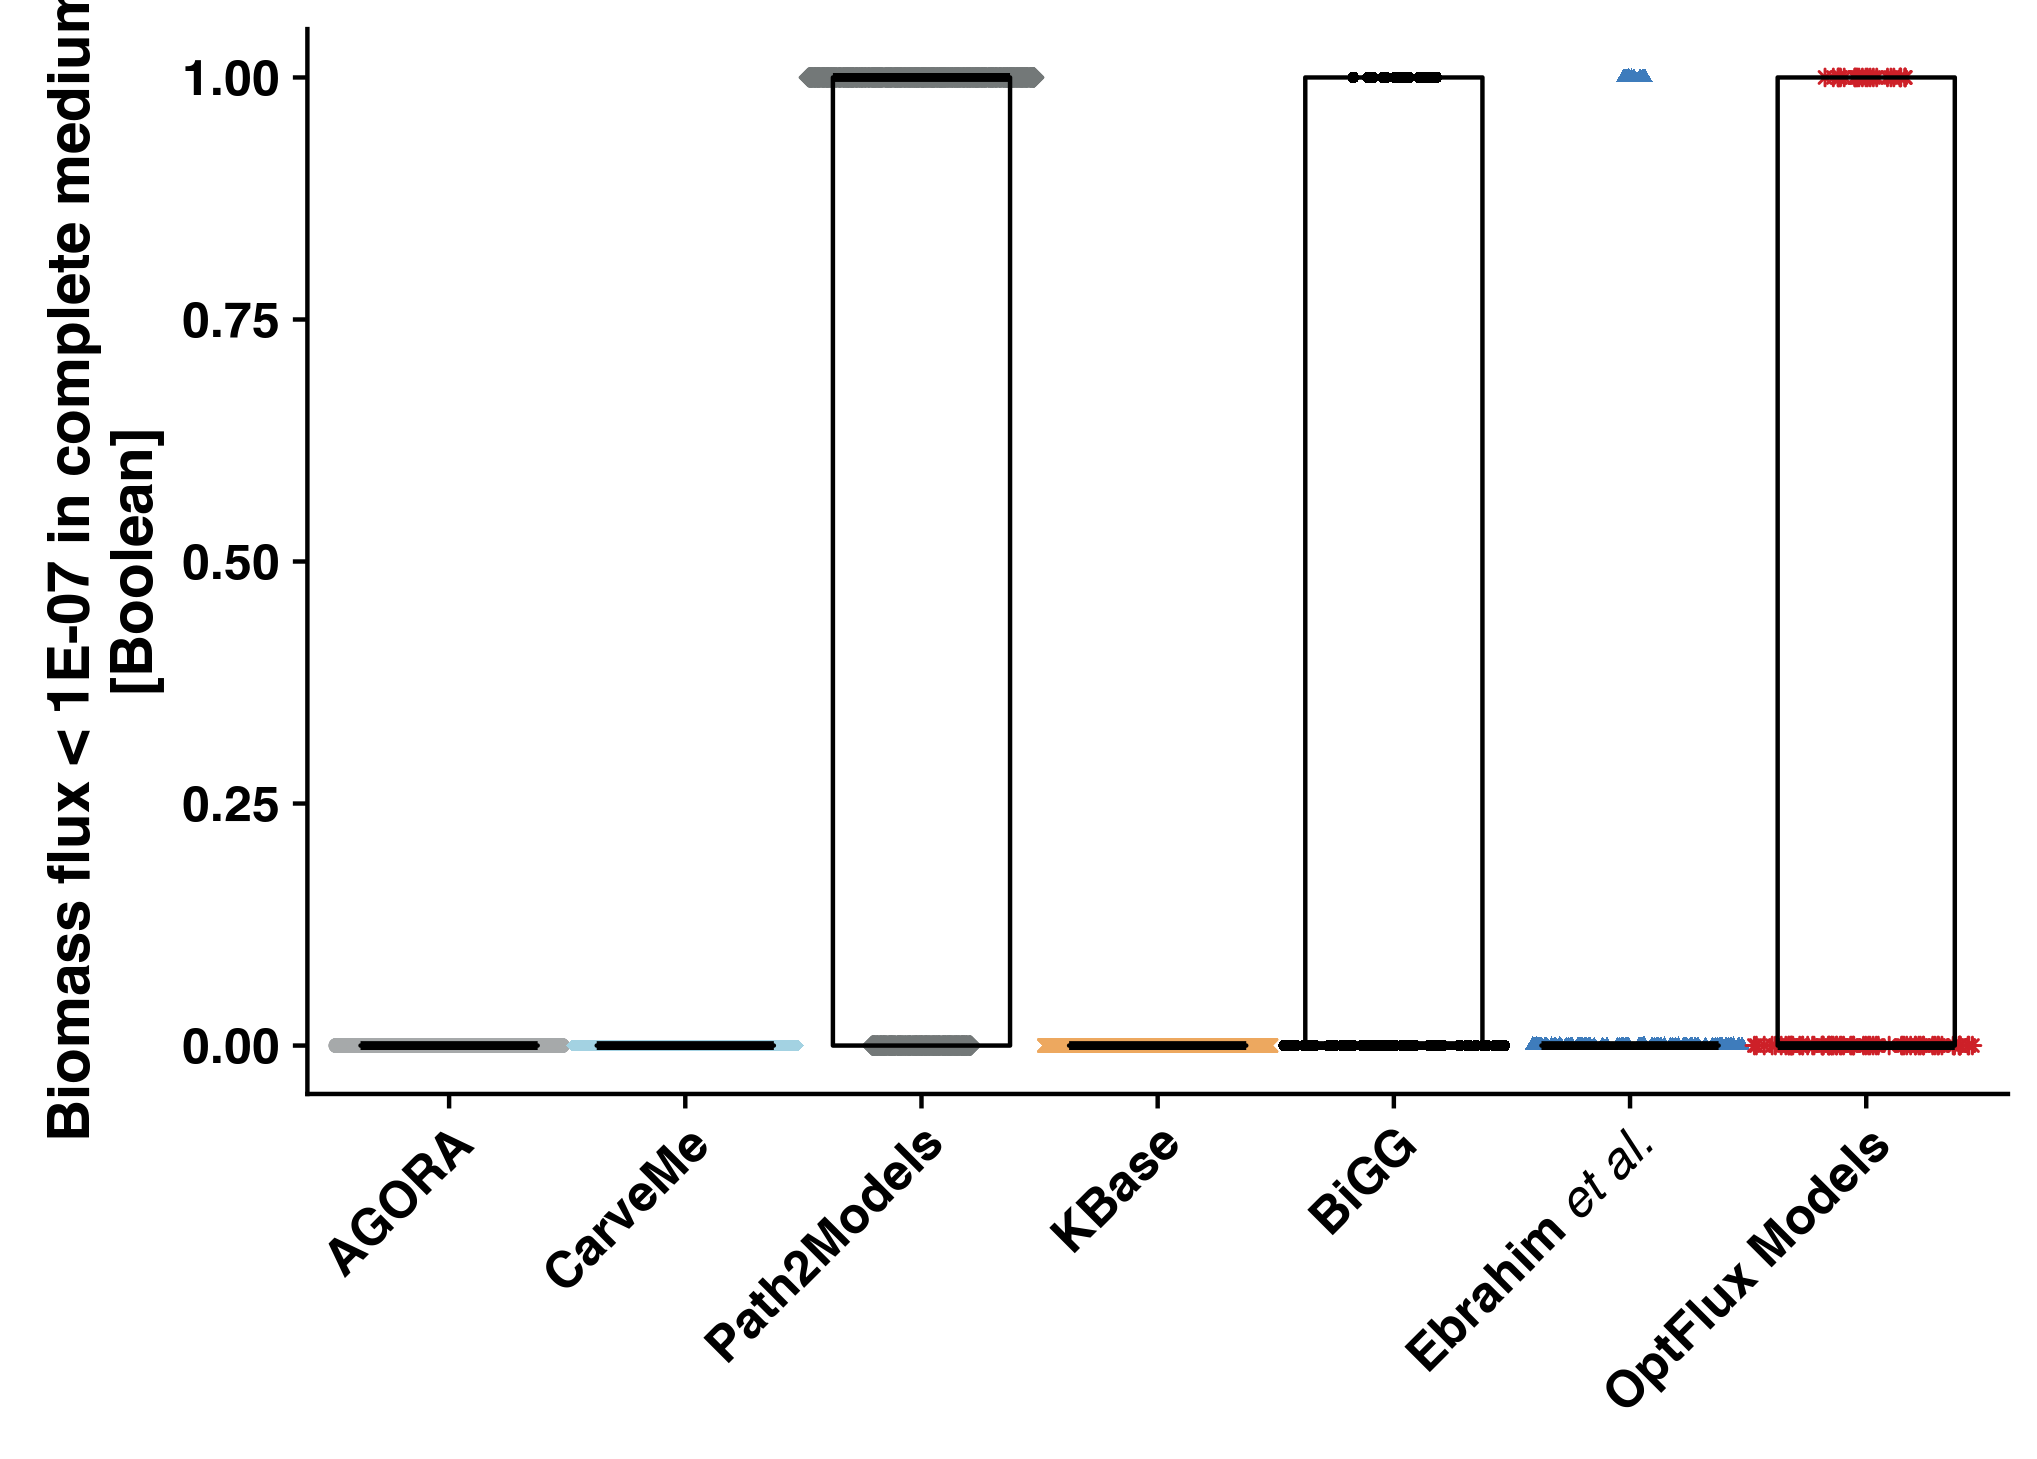 Biomass flux < 1E-07 in complete medium
[Boolean]
1.00
0.75
0.50
0.25
0.00
AGORA
CarveMe
Path2Models
KBase
BiGG
Ebrahim et al.
OptFlux Models